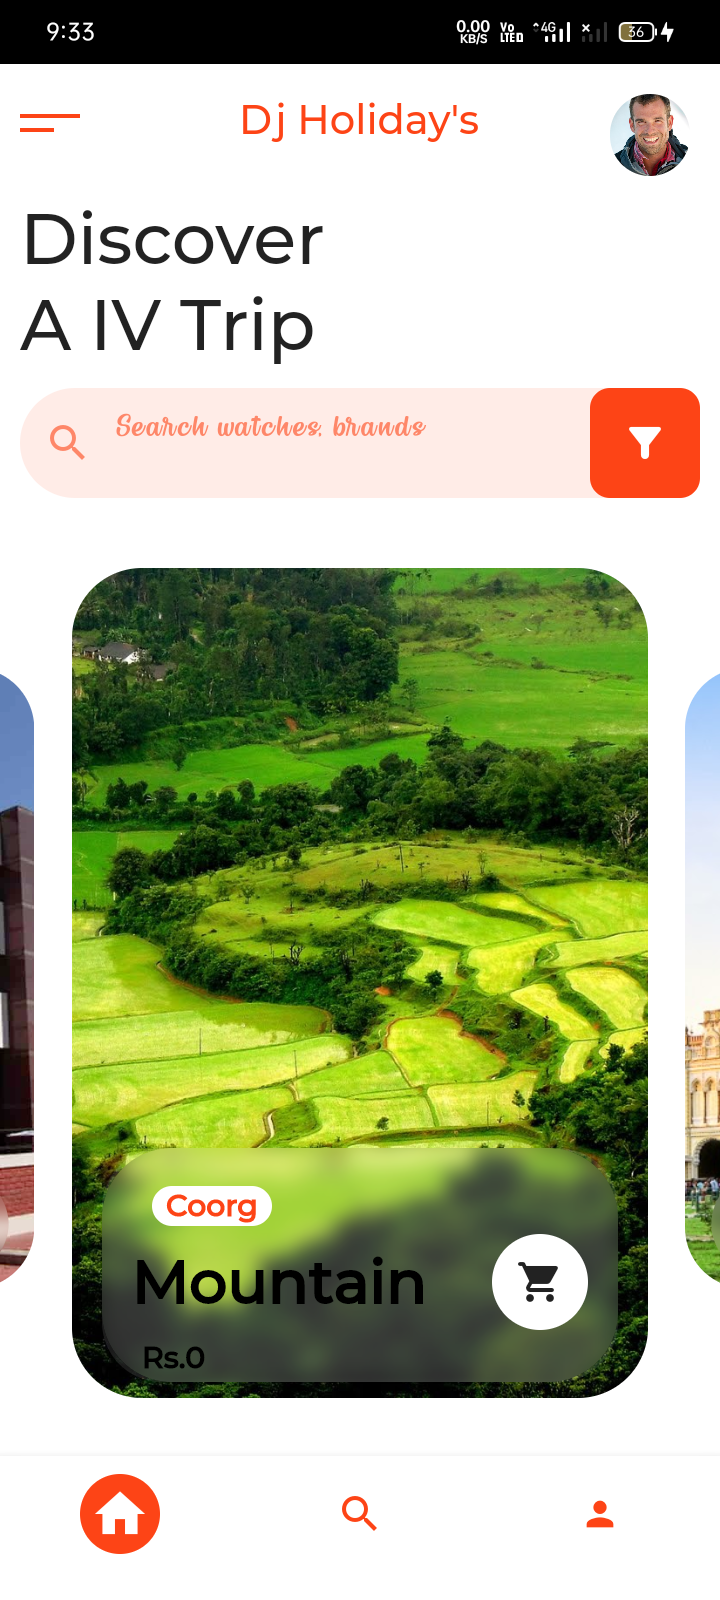 9:33
0.00
KB/S
Vo
LTED
4G
36
Dj Holiday's
Discover
A IV Trip
Search watches, brands
Coorg
Mountain
Rs.0